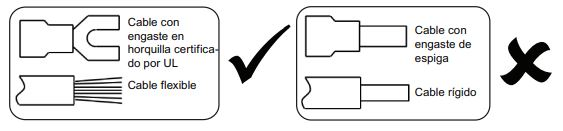 Cable con
engaste en
horquilla certifica-
do por UL
Cable flexible
Cable con
engaste de
espiga
Cable rígido